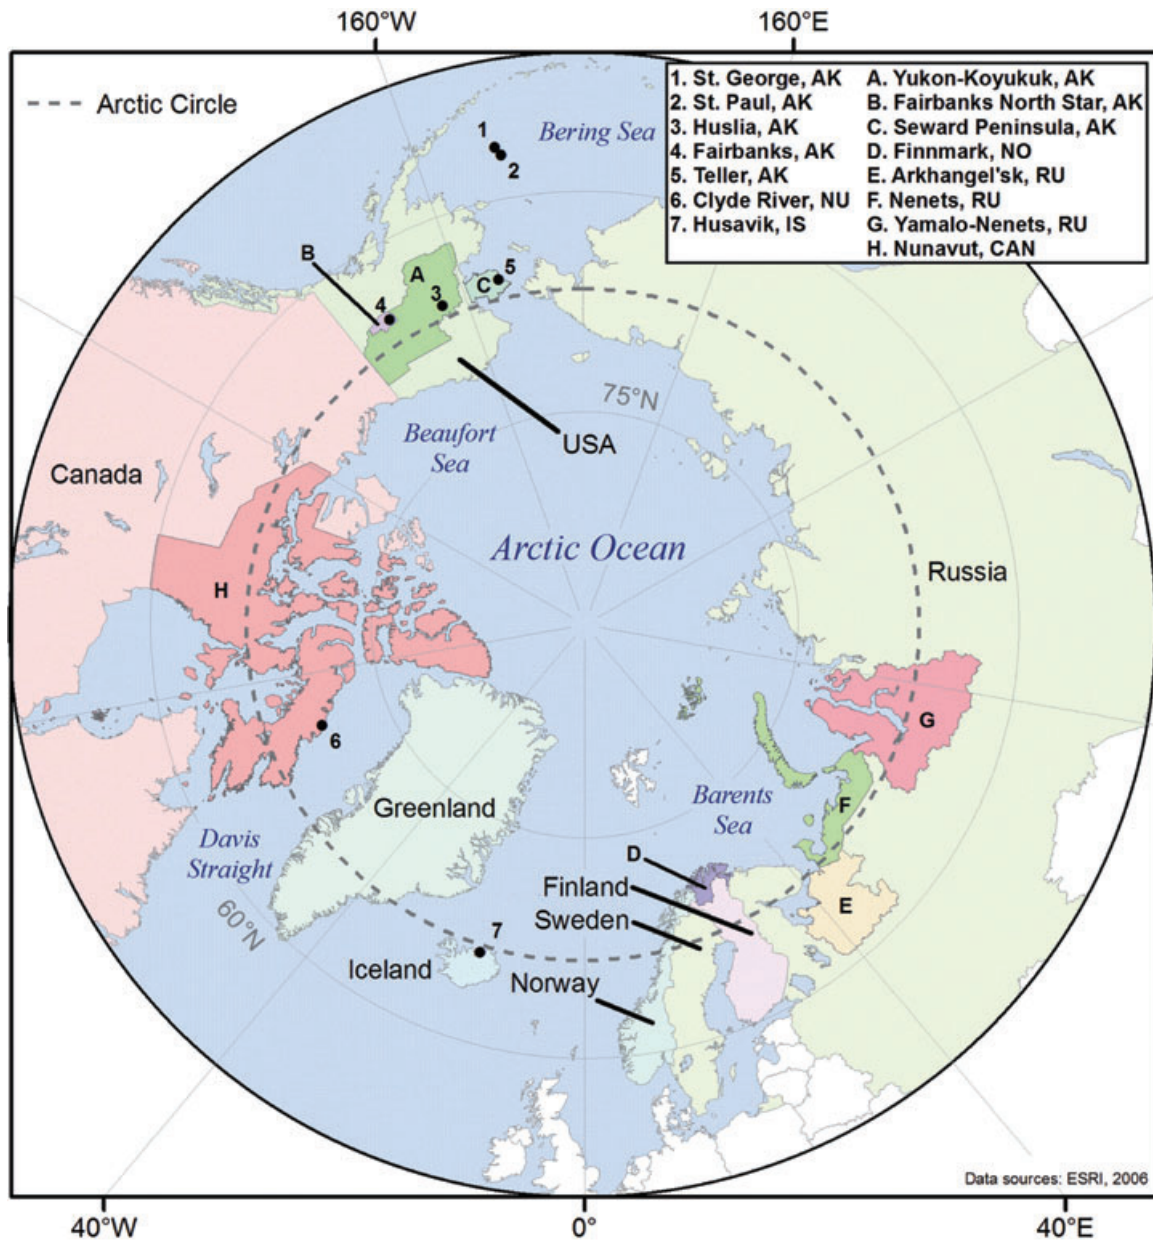 160°W 160°E
Arctic Circle
1. St. George, AK A. Yukon-Koyukuk, AK
2. St. Paul, AK B. Fairbanks North Star, AK
3. Huslia, AK C. Seward Peninsula, AK
4. Fairbanks, AK D. Finnmark, NO
5. Teller, AK E. Arkhangel'sk, RU
6. Clyde River, NU F. Nenets, RU
7. Husavik, IS G. Yamalo-Nenets, RU
H. Nunavut, CAN
1
2
Bering Sea
B
A
5
C
3
4
75°N
Beaufort
Sea
USA
Canada
Arctic Ocean
Russia
H
6
G
Greenland
Barents
Sea
F
Davis
Straight
D
Finland
E
Sweden
60°N
7
Iceland
Norway
Data sources: ESRI, 2006
40°W 0° 40°E